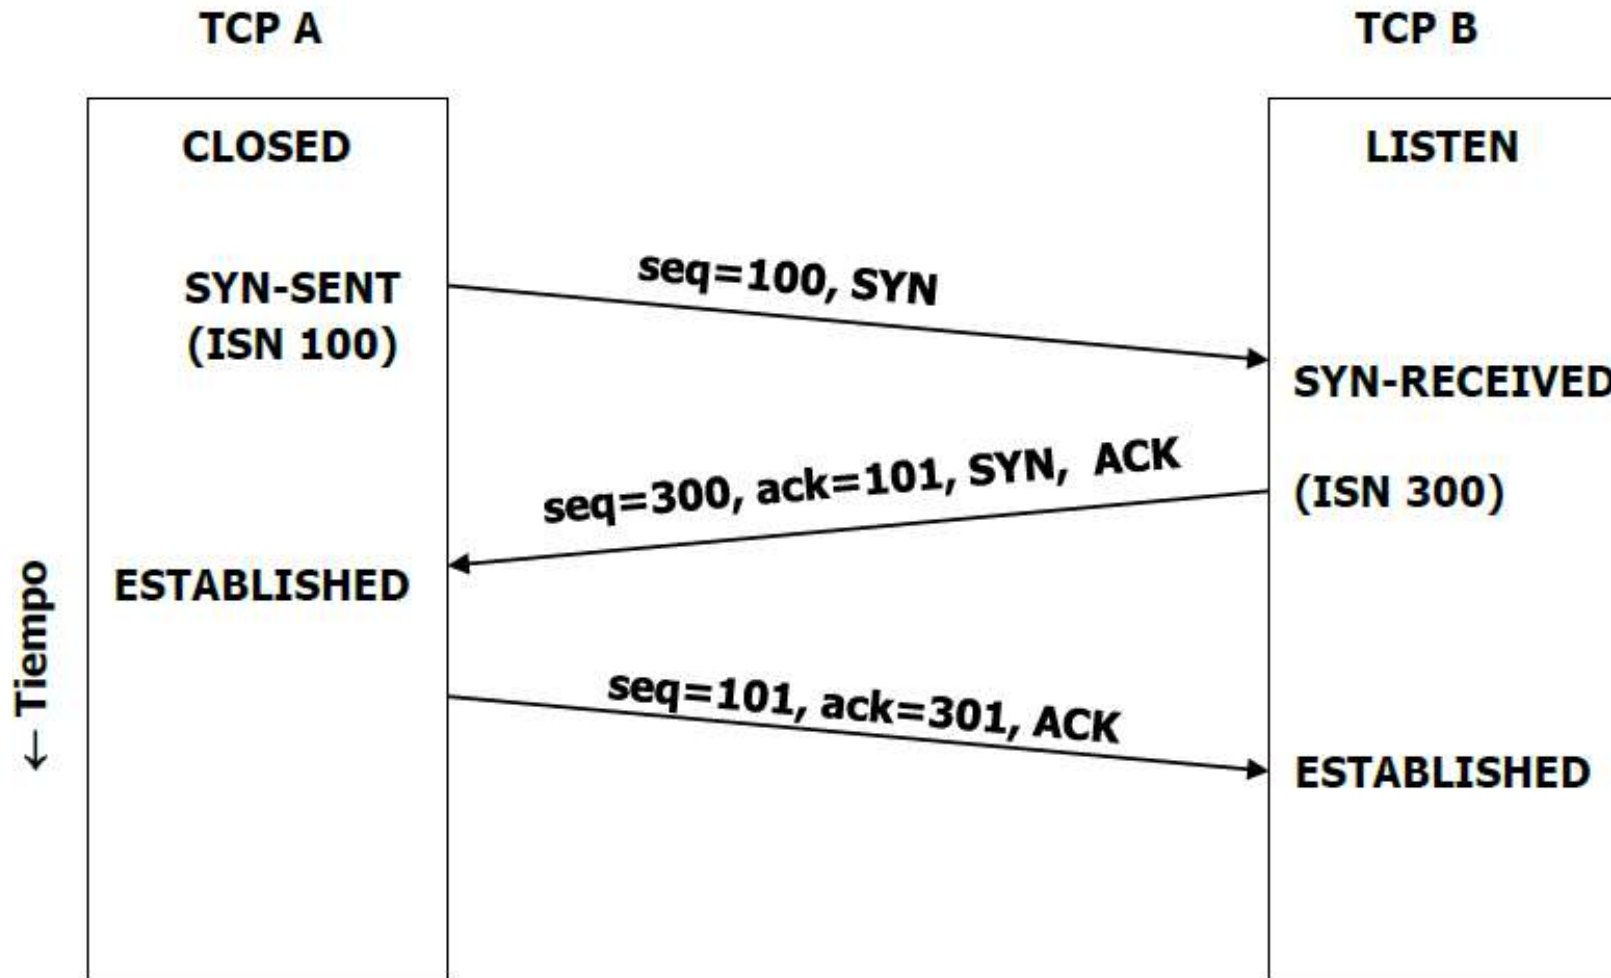 TCP A
TCP B
CLOSED
LISTEN
seq=100, SYN
SYN-SENT
(ISN 100)
SYN-RECEIVED
seq=300, ack=101, SYN, ACK
(ISN 300)
ESTABLISHED
← Tiempo
seq=101, ack=301, ACK
ESTABLISHED